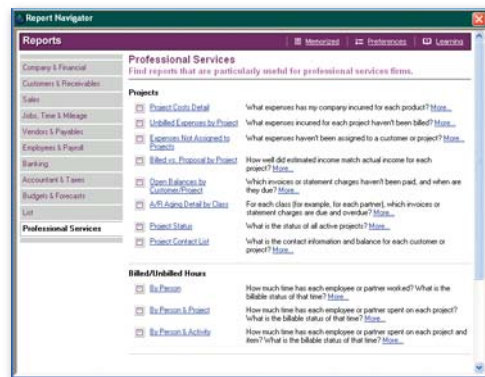 Report Navigator
Reports
Memorized
Preferences
Learning
Company & Financial
Customers & Receivables
Sales
Jobs, Time & Mileage
Vendors & Payables
Employees & Payroll
Banking
Accountant & Taxes
Budgets & Forecasts
List
Professional Services
Professional Services
Find reports that are particularly useful for professional services firms.
Projects
Project Costs Detail
What expenses has my company incurred for each product? More...
Unbilled Expenses by Project
What expenses incurred for each project haven't been billed? More...
Expenses Not Assigned to
Projects
What expenses haven't been assigned to a customer or project? More...
Billed vs. Proposal by Project
How well did estimated income match actual income for each
project? More...
Open Balances by
Customer/Project
Which invoices or statement charges haven't been paid, and when are
they due? More...
A/R Aging Detail by Class
For each class (for example, for each partner), which invoices or
statement charges are due and overdue? More...
Project Status
What is the status of all active projects? More...
Project Contact List
What is the contact information and balance for each customer or
project? More...
Billed/Unbilled Hours
By Person
How much time has each employee or partner worked? What is the
billable status of that time? More...
By Person & Project
How much time has each employee or partner spent on each project?
What is the billable status of that time? More...
By Person & Activity
How much time has each employee or partner spent on each project and
item? What is the billable status of that time? More...